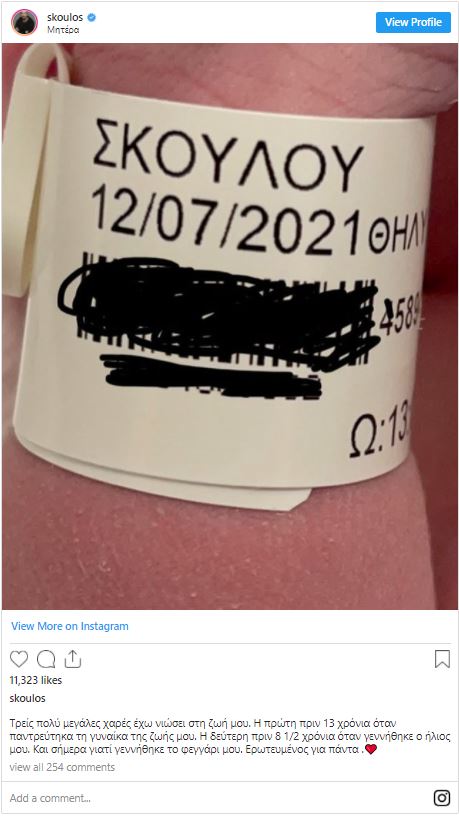 skoulos
Μητέρα
View Profile
ΣΚΟΥΛΟΥ
12/07/2021 ΘΗΛΥ
4589
Ω:13:
View More on Instagram
11,323 likes
skoulos
Τρείς πολύ μεγάλες χαρές έχω νιώσει στη ζωή μου. Η πρώτη πριν 13 χρόνια όταν
παντρεύτηκα τη γυναίκα της ζωής μου. Η δεύτερη πριν 8 1/2 χρόνια όταν γεννήθηκε ο ήλιος
μου. Και σήμερα γιατί γεννήθηκε το φεγγάρι μου. Ερωτευμένος για πάντα .❤️
view all 254 comments
Add a comment...